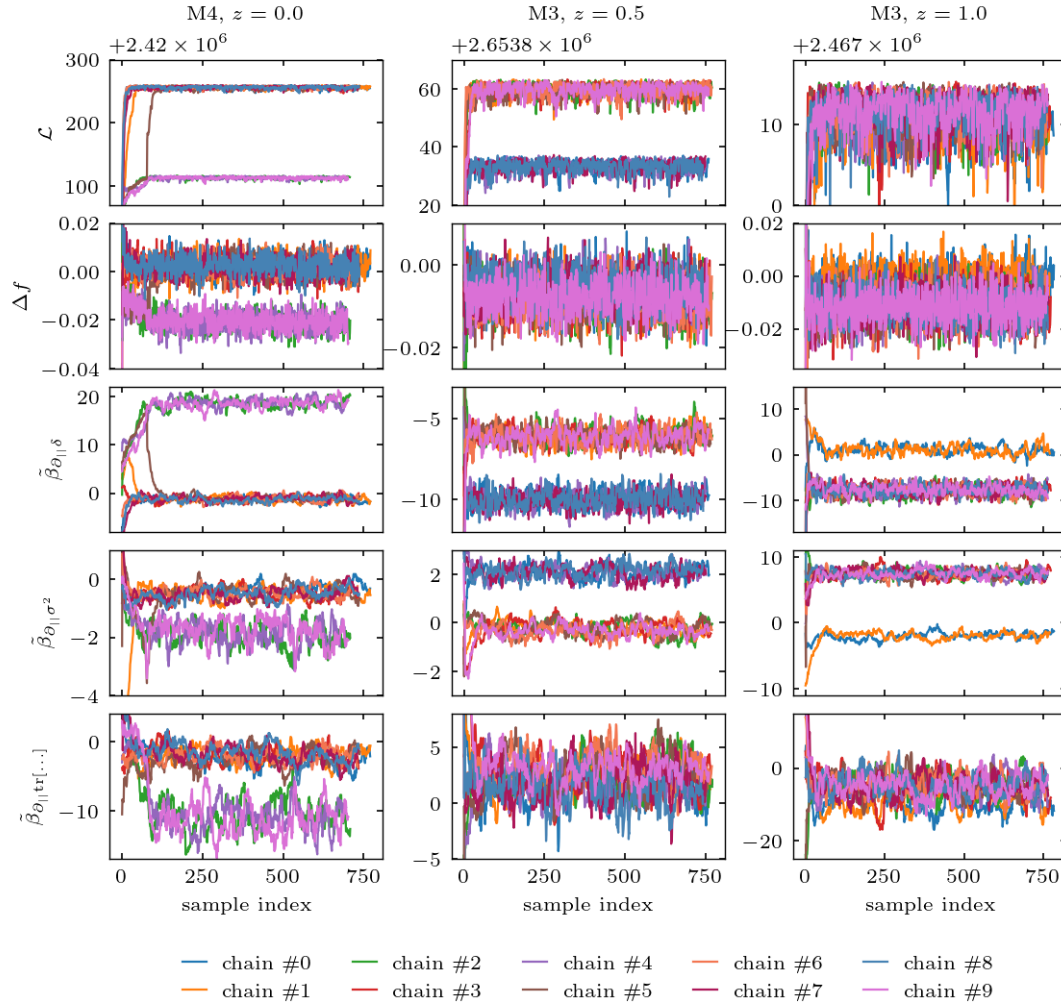 M4, z = 0.0
M3, z = 0.5
M3, z = 1.0
+2.42 × 10⁶
+2.6538 × 10⁶
+2.467 × 10⁶
ℒ
300
200
100
60
40
20
10
0
Δf
0.02
0.00
−0.02
−0.04
0.00
−0.02
0.02
0.00
−0.02
β̃_{∂_{||}δ}
20
10
0
−5
−10
10
0
−10
β̃_{∂_{||}σ²}
0
−2
−4
2
0
−2
10
0
−10
β̃_{∂_{||}tr[...]}
0
−10
5
0
−5
0
−20
0 250 500 750
0 250 500 750
0 250 500 750
sample index
sample index
sample index
chain #0
chain #2
chain #4
chain #6
chain #8
chain #1
chain #3
chain #5
chain #7
chain #9